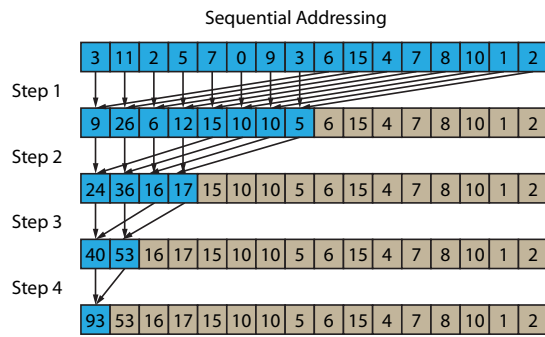 Sequential Addressing
3 11 2 5 7 0 9 3 6 15 4 7 8 10 1 2
Step 1
9 26 6 12 15 10 10 5 6 15 4 7 8 10 1 2
Step 2
24 36 16 17 15 10 10 5 6 15 4 7 8 10 1 2
Step 3
40 53 16 17 15 10 10 5 6 15 4 7 8 10 1 2
Step 4
93 53 16 17 15 10 10 5 6 15 4 7 8 10 1 2